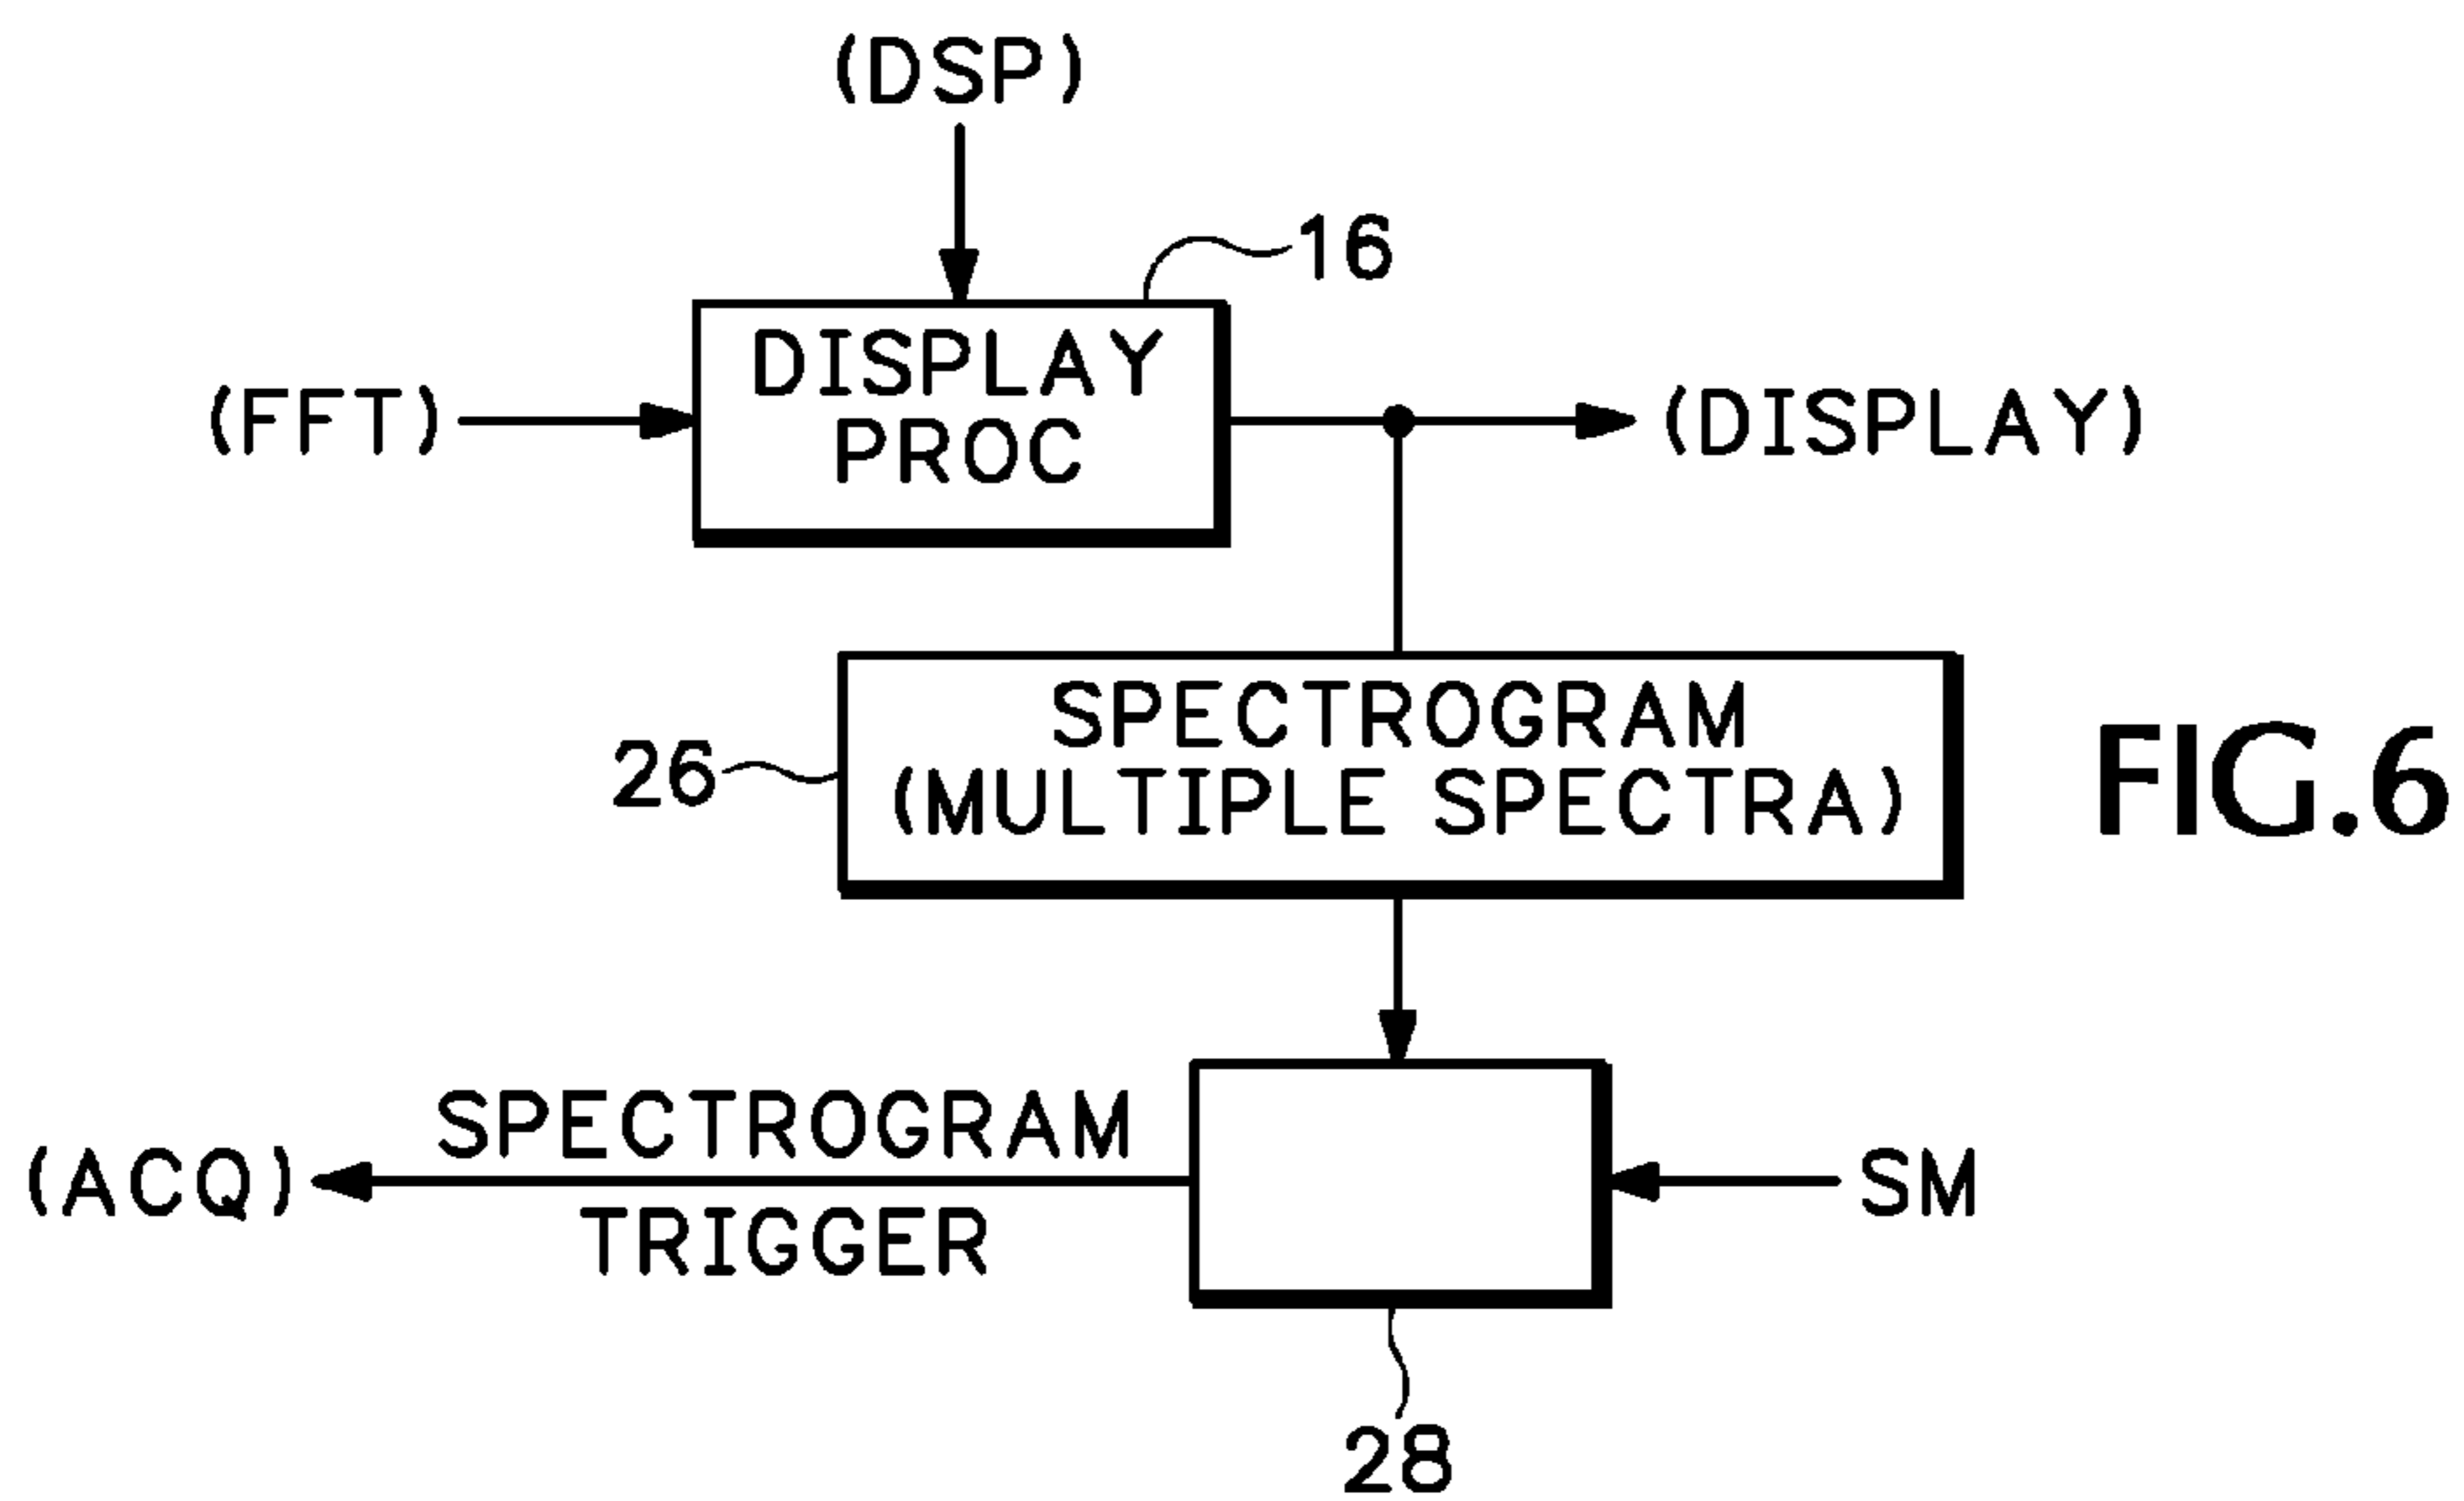 (DSP)
16
DISPLAY
PROC
(FFT)
(DISPLAY)
SPECTROGRAM
(MULTIPLE SPECTRA)
26
FIG.6
SPECTROGRAM
TRIGGER
(ACQ)
SM
28